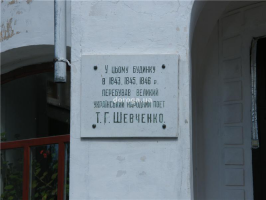 У ЦЬОМУ БУДИНКУ
В 1843, 1845, 1846 р.
ПЕРЕБУВАВ ВЕЛИКИЙ
УКРАЇНСЬКИЙ НАРОДНИЙ ПОЕТ
Т. Г. ШЕВЧЕНКО